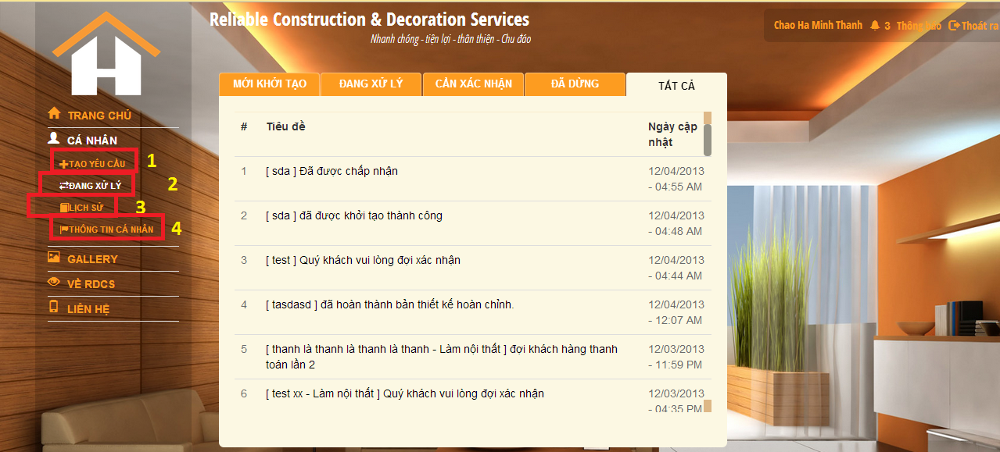 Reliable Construction & Decoration Services
Nhanh chóng - tiện lợi - thân thiện - Chu đáo
Chao Ha Minh Thanh 3 Thông báo Thoát ra
TRANG CHỦ
CÁ NHÂN
TẠO YÊU CẦU 1
ĐANG XỬ LÝ 2
LỊCH SỬ 3
THÔNG TIN CÁ NHÂN 4
GALLERY
VỀ RDCS
LIÊN HỆ
MỚI KHỞI TẠO ĐANG XỬ LÝ CẦN XÁC NHẬN ĐÃ DỪNG TẤT CẢ
# Tiêu đề Ngày cập
nhật
1 [ sda ] Đã được chấp nhận 12/04/2013
- 04:55 AM
2 [ sda ] đã được khởi tạo thành công 12/04/2013
- 04:48 AM
3 [ test ] Quý khách vui lòng đợi xác nhận 12/04/2013
- 04:44 AM
4 [ tasdasd ] đã hoàn thành bản thiết kế hoàn chỉnh. 12/04/2013
- 12:07 AM
5 [ thanh là thanh là thanh là thanh - Làm nội thất ] đợi khách hàng thanh 12/03/2013
toán lần 2 - 11:59 PM
6 [ test xx - Làm nội thất ] Quý khách vui lòng đợi xác nhận 12/03/2013
- 04:35 PM